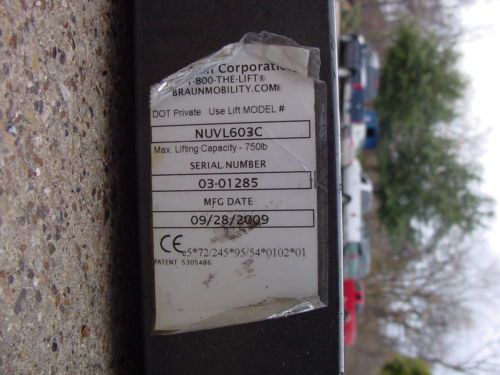 Corporation
1-800-THE-LIFT®
BRAUNMOBILITY.COM®
DOT Private Use Lift MODEL #
NUVL603C
Max. Lifting Capacity - 750lb
SERIAL NUMBER
03-01285
MFG DATE
09/28/2009
CE e5*72/245*95/54*0102*01
PATENT 5305486